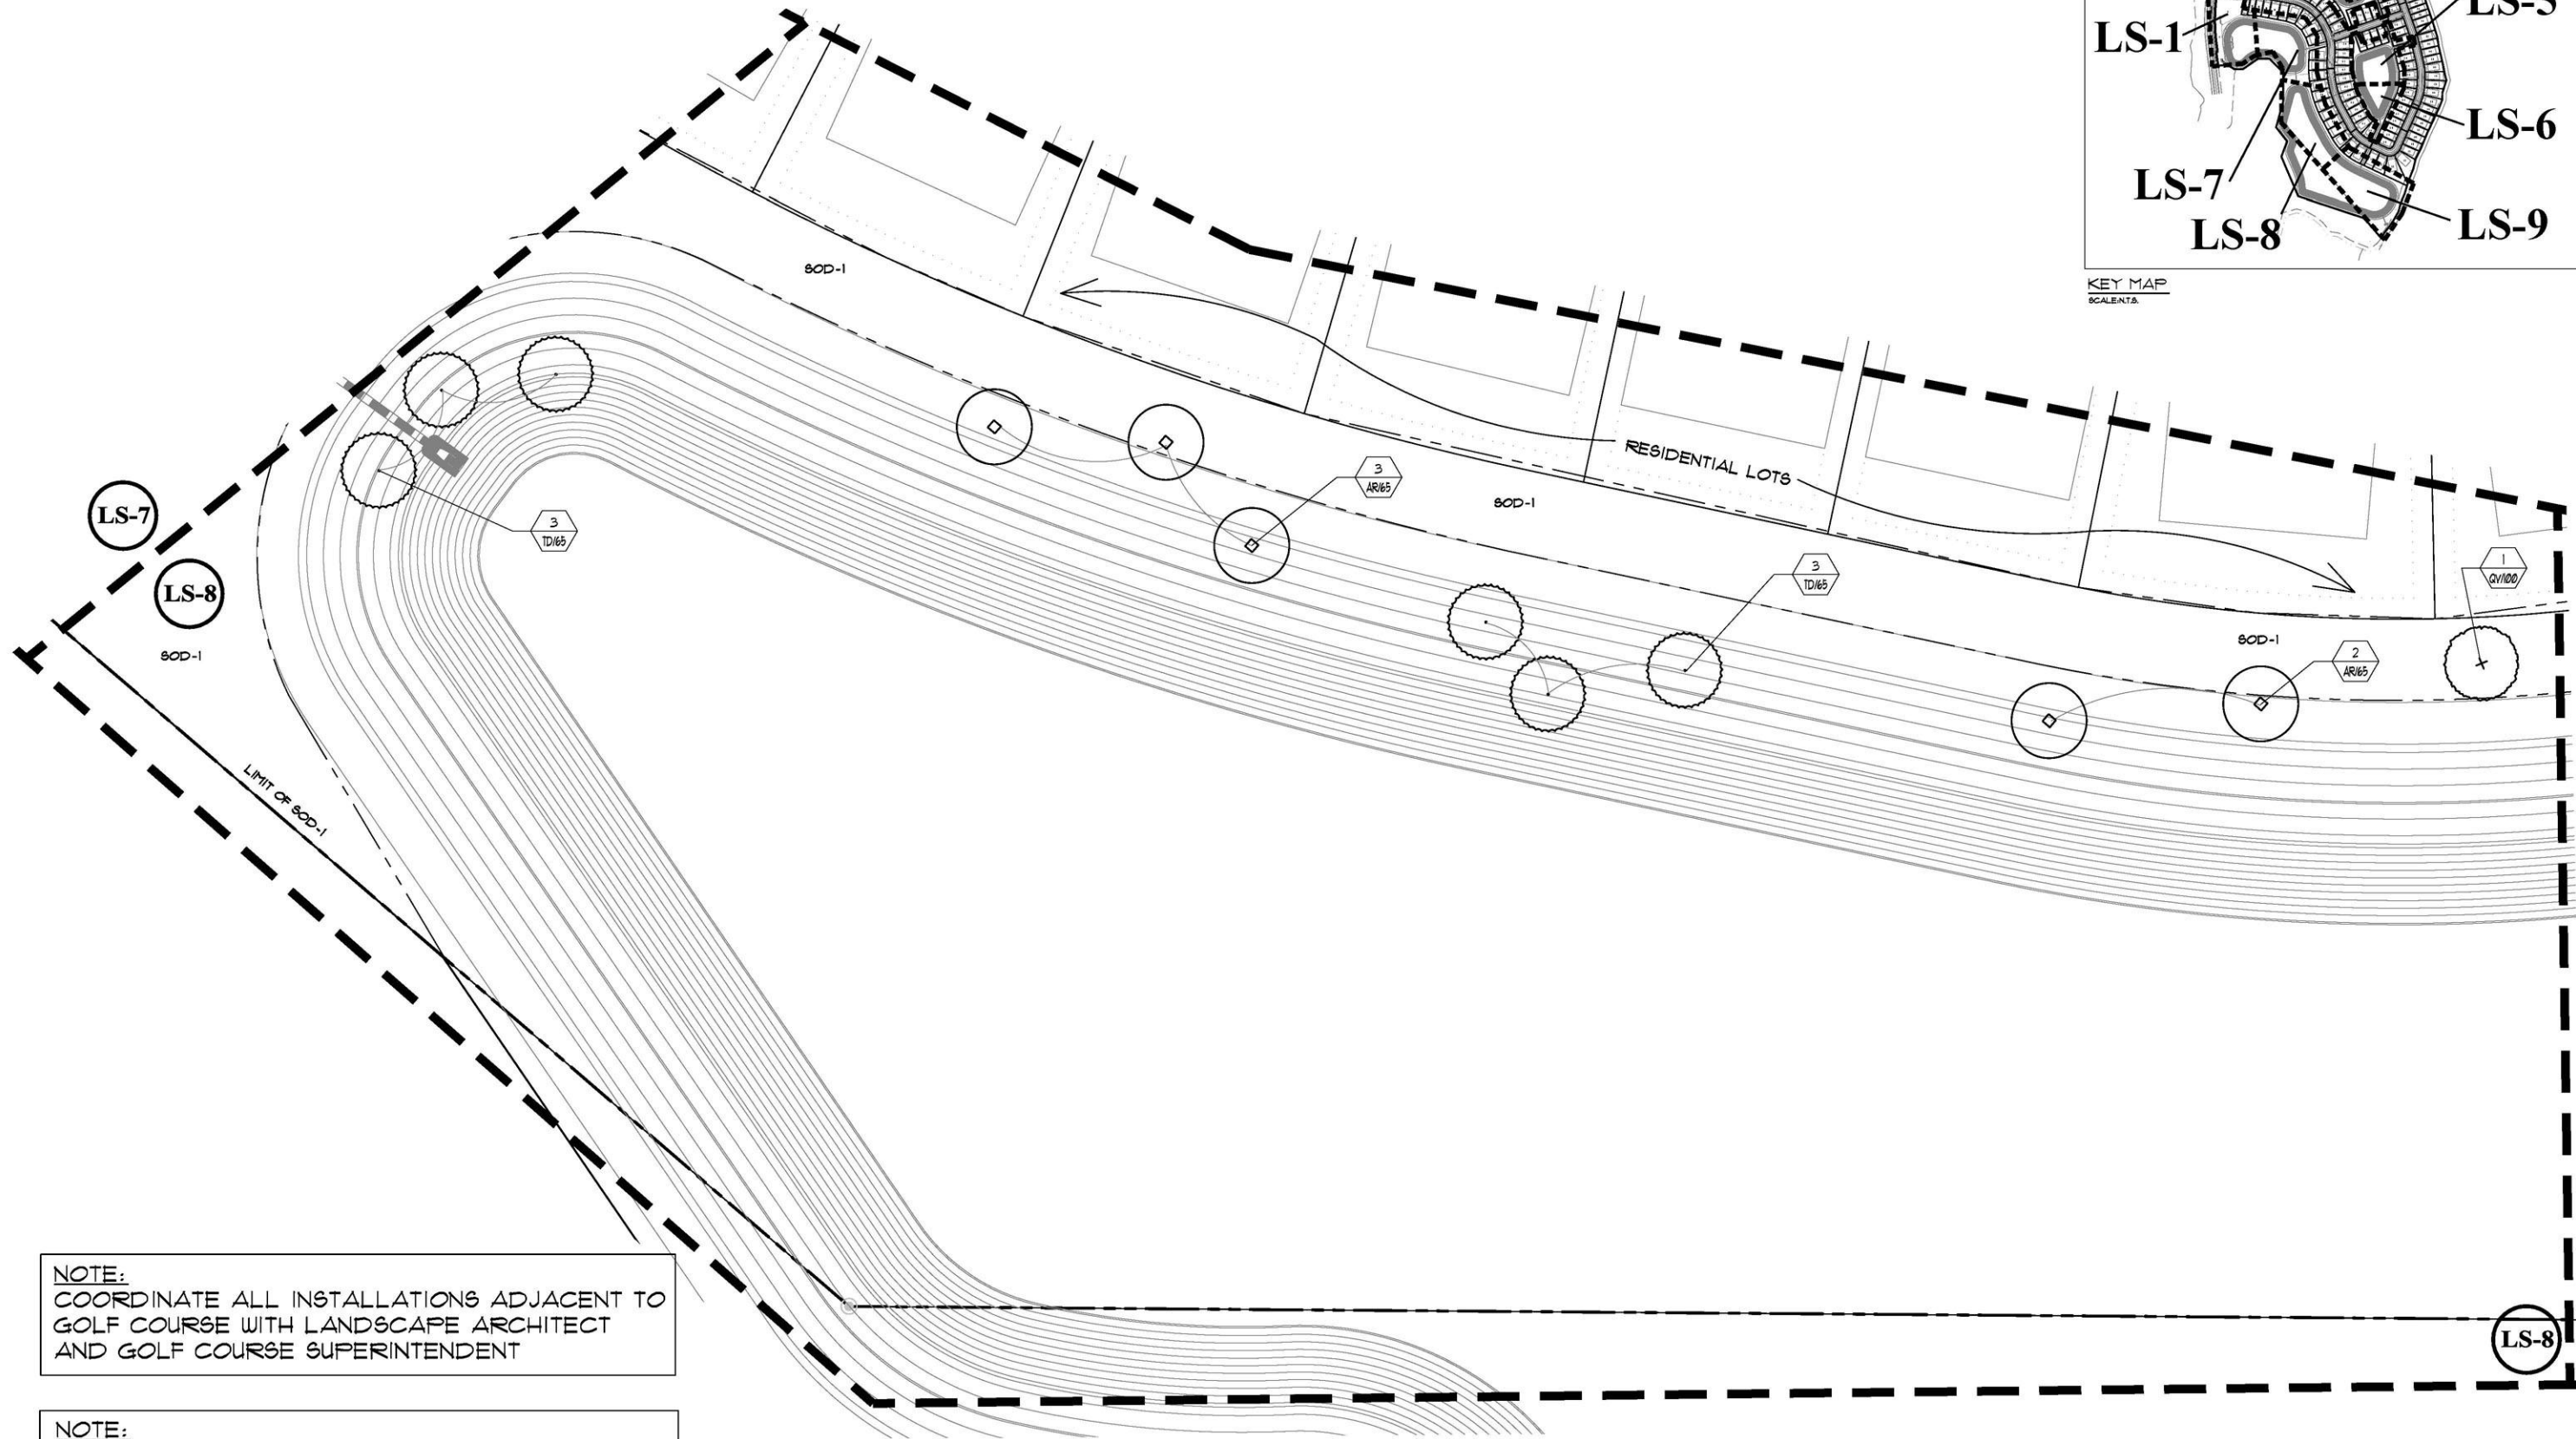 LS-1
LS-5
LS-6
LS-7
LS-9
LS-8
KEY MAP
SCALE:N.T.S.
SOD-1
RESIDENTIAL LOTS
3
AR/65
SOD-1
3
TD/65
LS-7
LS-8
SOD-1
3
TD/65
1
QV/100
SOD-1
2
AR/65
LIMIT OF SOD-1
NOTE:
COORDINATE ALL INSTALLATIONS ADJACENT TO
GOLF COURSE WITH LANDSCAPE ARCHITECT
AND GOLF COURSE SUPERINTENDENT
LS-8
NOTE: